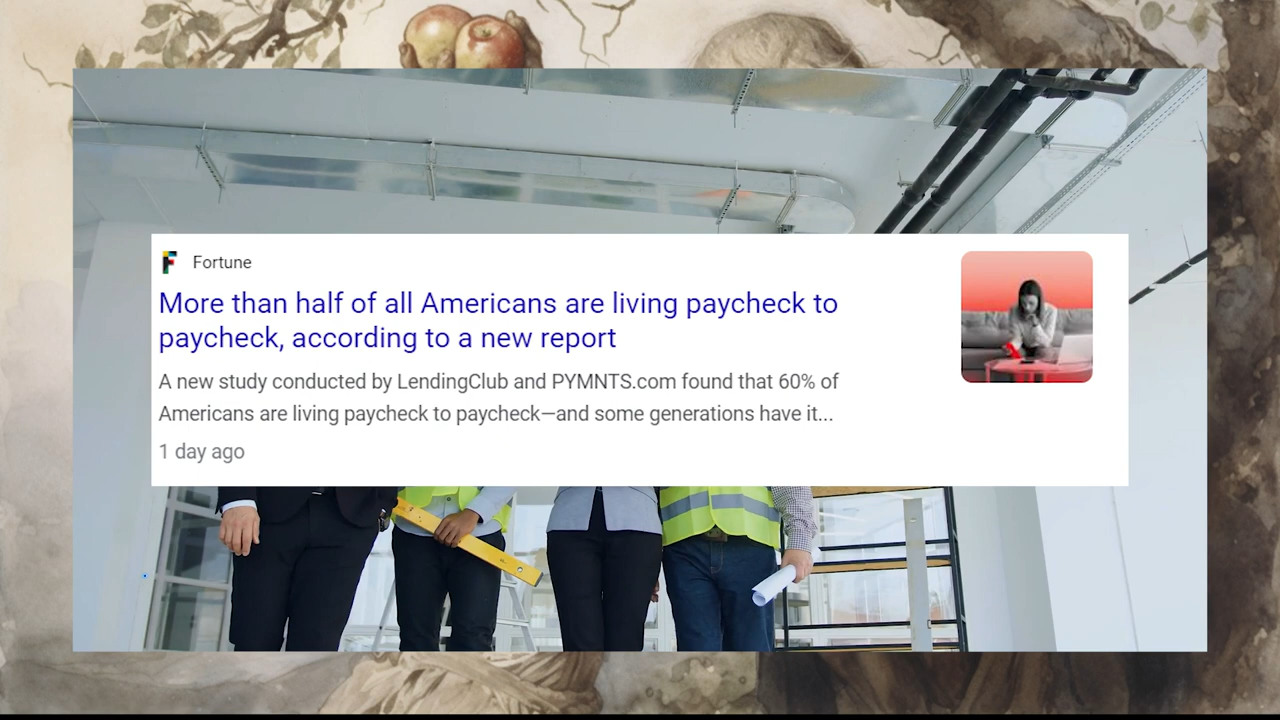 Fortune
More than half of all Americans are living paycheck to
paycheck, according to a new report
A new study conducted by LendingClub and PYMNTS.com found that 60% of
Americans are living paycheck to paycheck—and some generations have it...
1 day ago